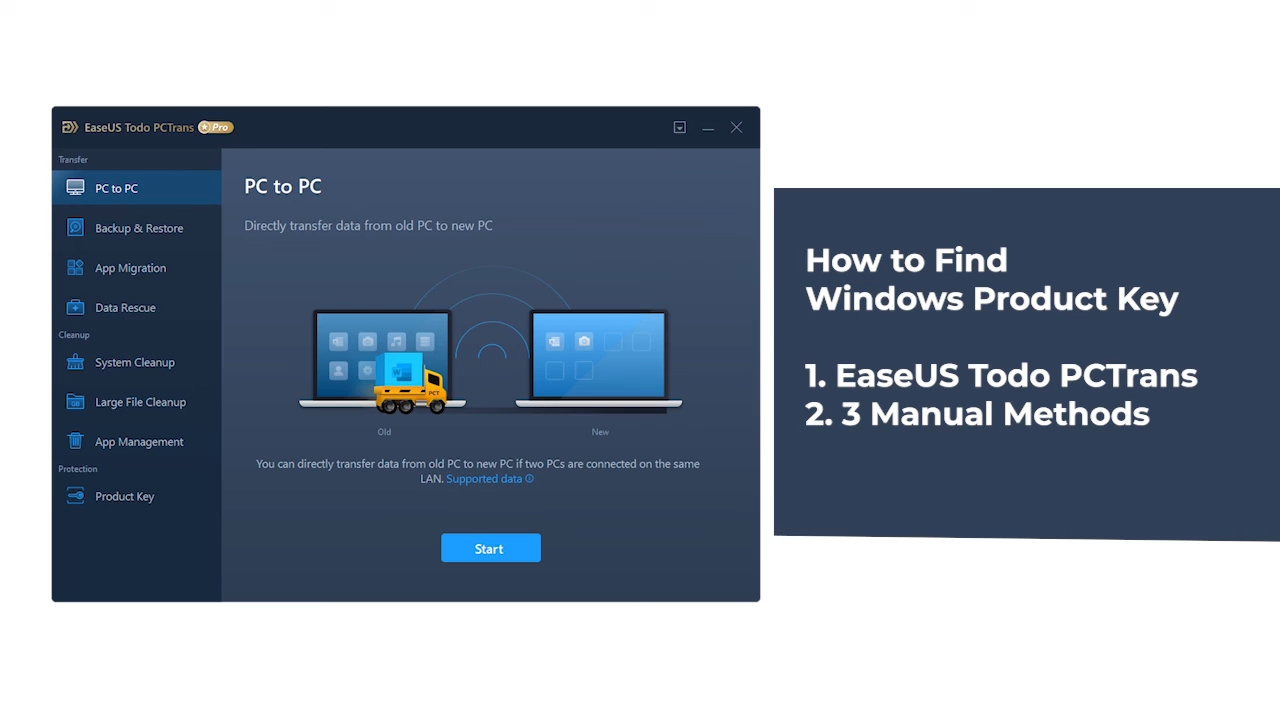 EaseUS Todo PCTrans Pro
Transfer
PC to PC
Backup & Restore
App Migration
Data Rescue
Cleanup
System Cleanup
Large File Cleanup
App Management
Protection
Product Key
PC to PC
Directly transfer data from old PC to new PC
PCT
Old
New
You can directly transfer data from old PC to new PC if two PCs are connected on the same
LAN. Supported data
Start
How to Find
Windows Product Key
1. EaseUS Todo PCTrans
2. 3 Manual Methods